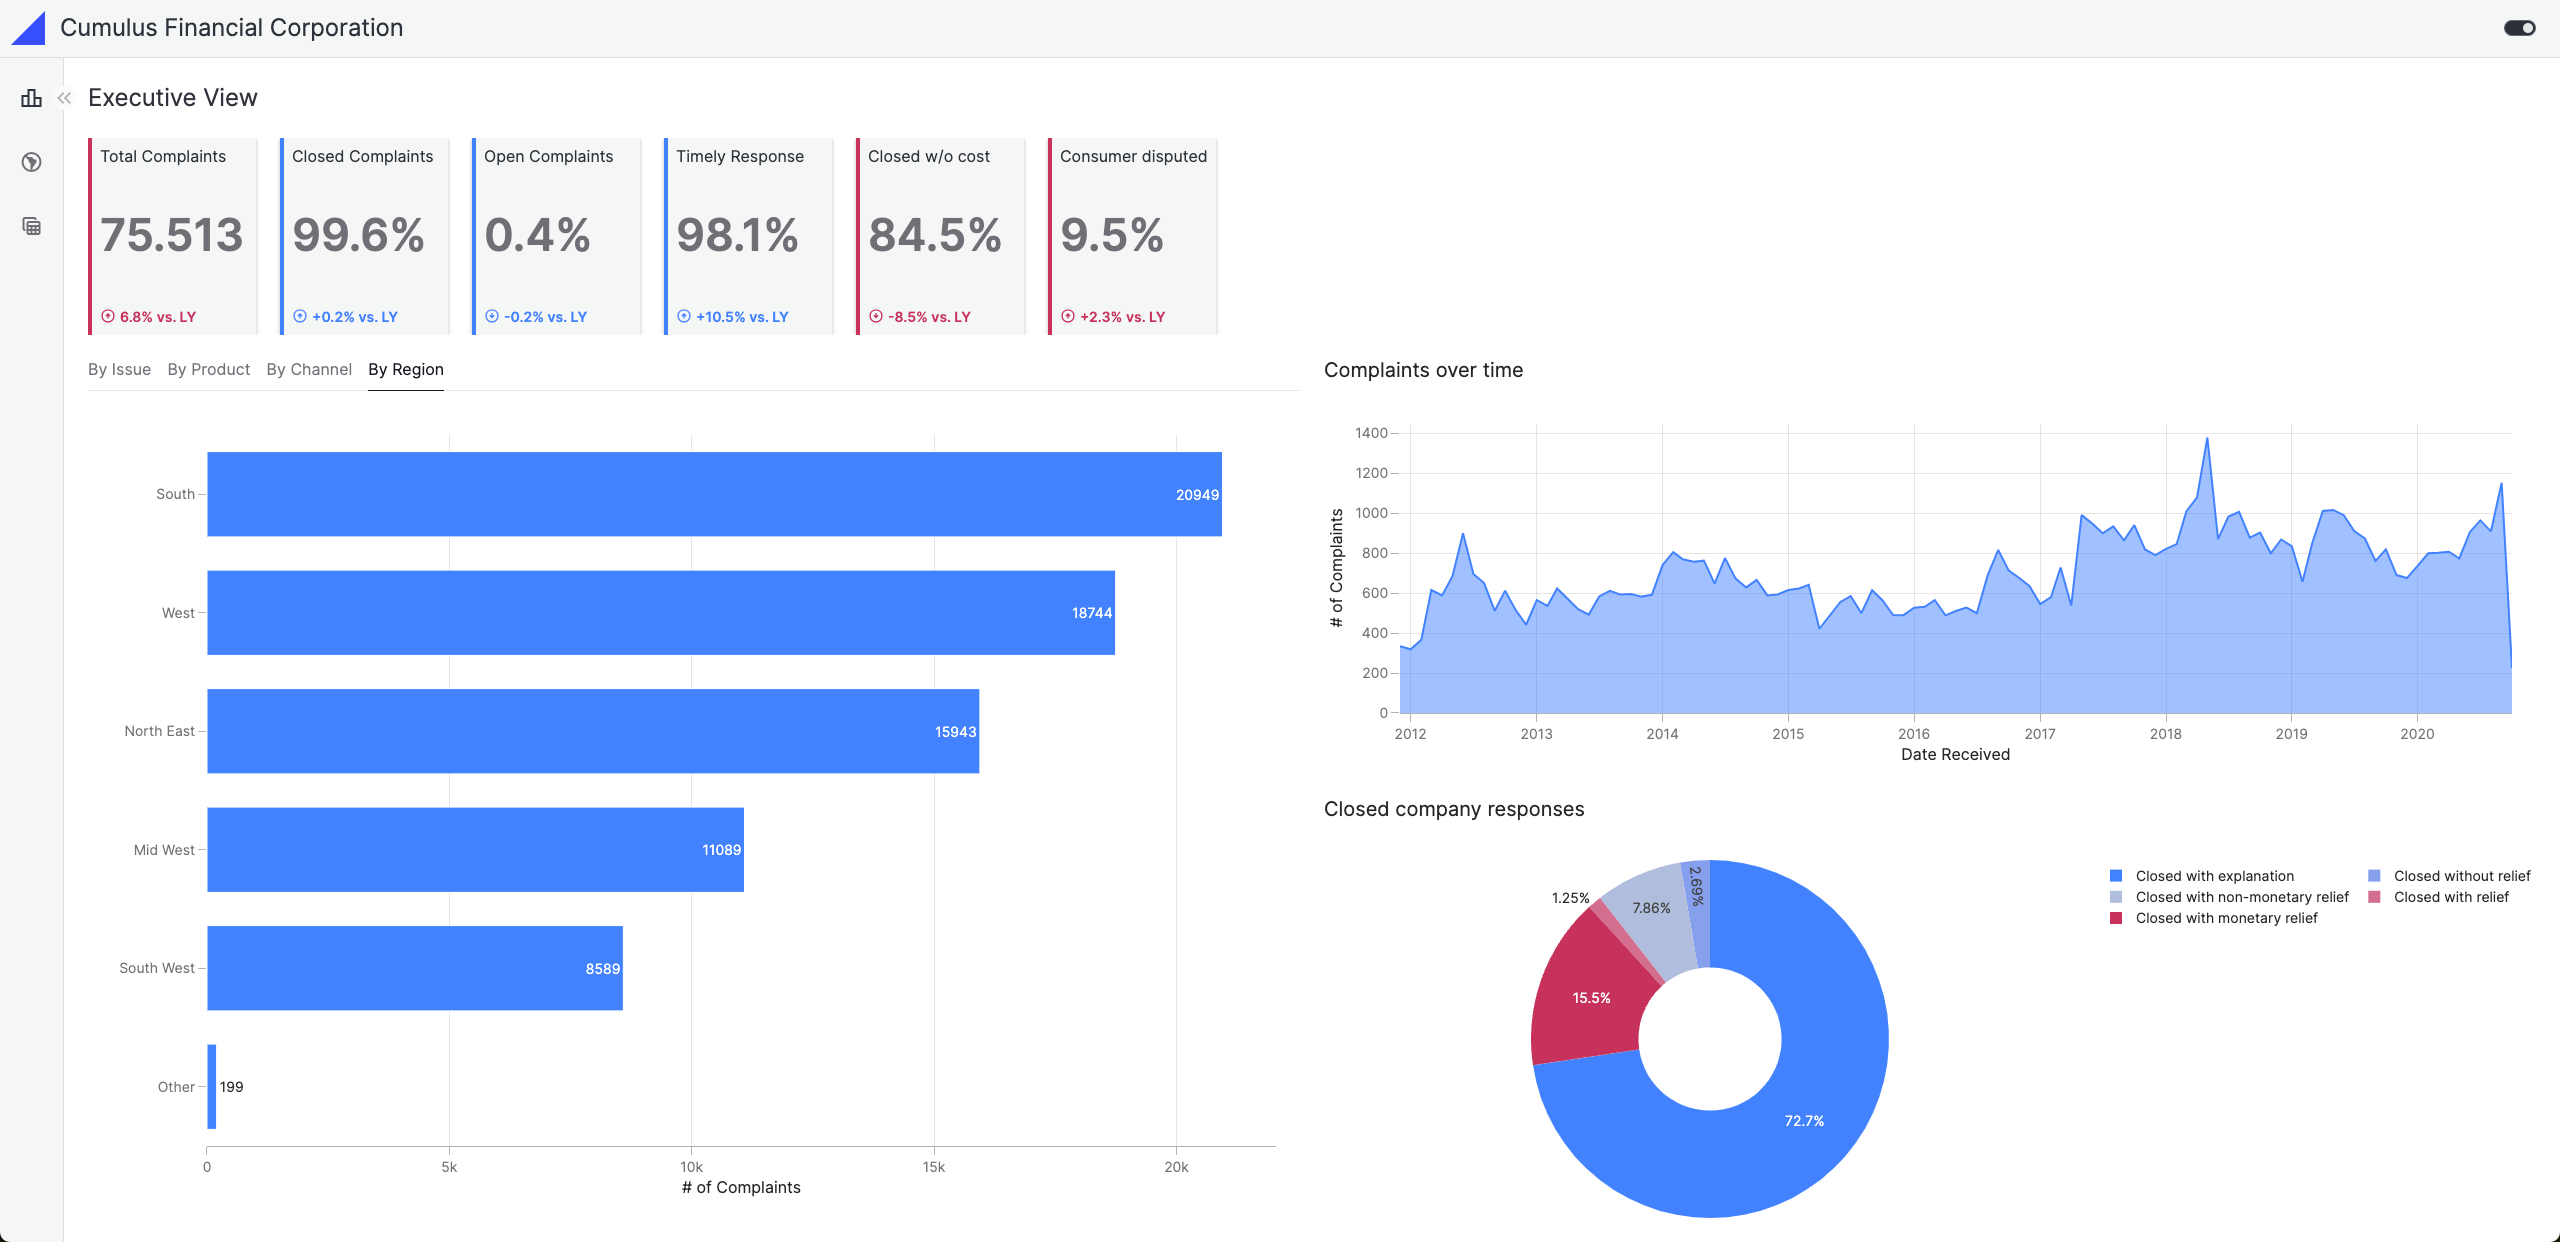 Cumulus Financial Corporation
Executive View
Total Complaints
75.513
6.8% vs. LY
Closed Complaints
99.6%
+0.2% vs. LY
Open Complaints
0.4%
-0.2% vs. LY
Timely Response
98.1%
+10.5% vs. LY
Closed w/o cost
84.5%
-8.5% vs. LY
Consumer disputed
9.5%
+2.3% vs. LY
By Issue By Product By Channel By Region
South 20949
West 18744
North East 15943
Mid West 11089
South West 8589
Other 199
0 5k 10k 15k 20k
# of Complaints
Complaints over time
# of Complaints
1400
1200
1000
800
600
400
200
0
2012 2013 2014 2015 2016 2017 2018 2019 2020
Date Received
Closed company responses
2.69%
1.25%
7.86%
15.5%
72.7%
Closed with explanation
Closed with non-monetary relief
Closed with monetary relief
Closed without relief
Closed with relief